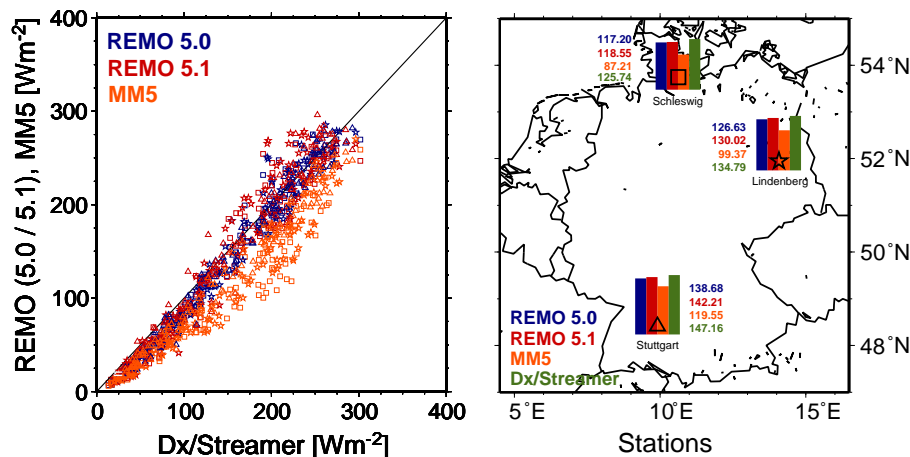 REMO (5.0 / 5.1), MM5 [Wm-2]
400
300
200
100
0
REMO 5.0
REMO 5.1
MM5
0 100 200 300 400
Dx/Streamer [Wm-2]
117.20
118.55
87.21
125.74
Schleswig
126.63
130.02
99.37
134.79
Lindenberg
138.68
142.21
119.55
147.16
Stuttgart
REMO 5.0
REMO 5.1
MM5
Dx/Streamer
54°N
52°N
50°N
48°N
5°E 10°E 15°E
Stations